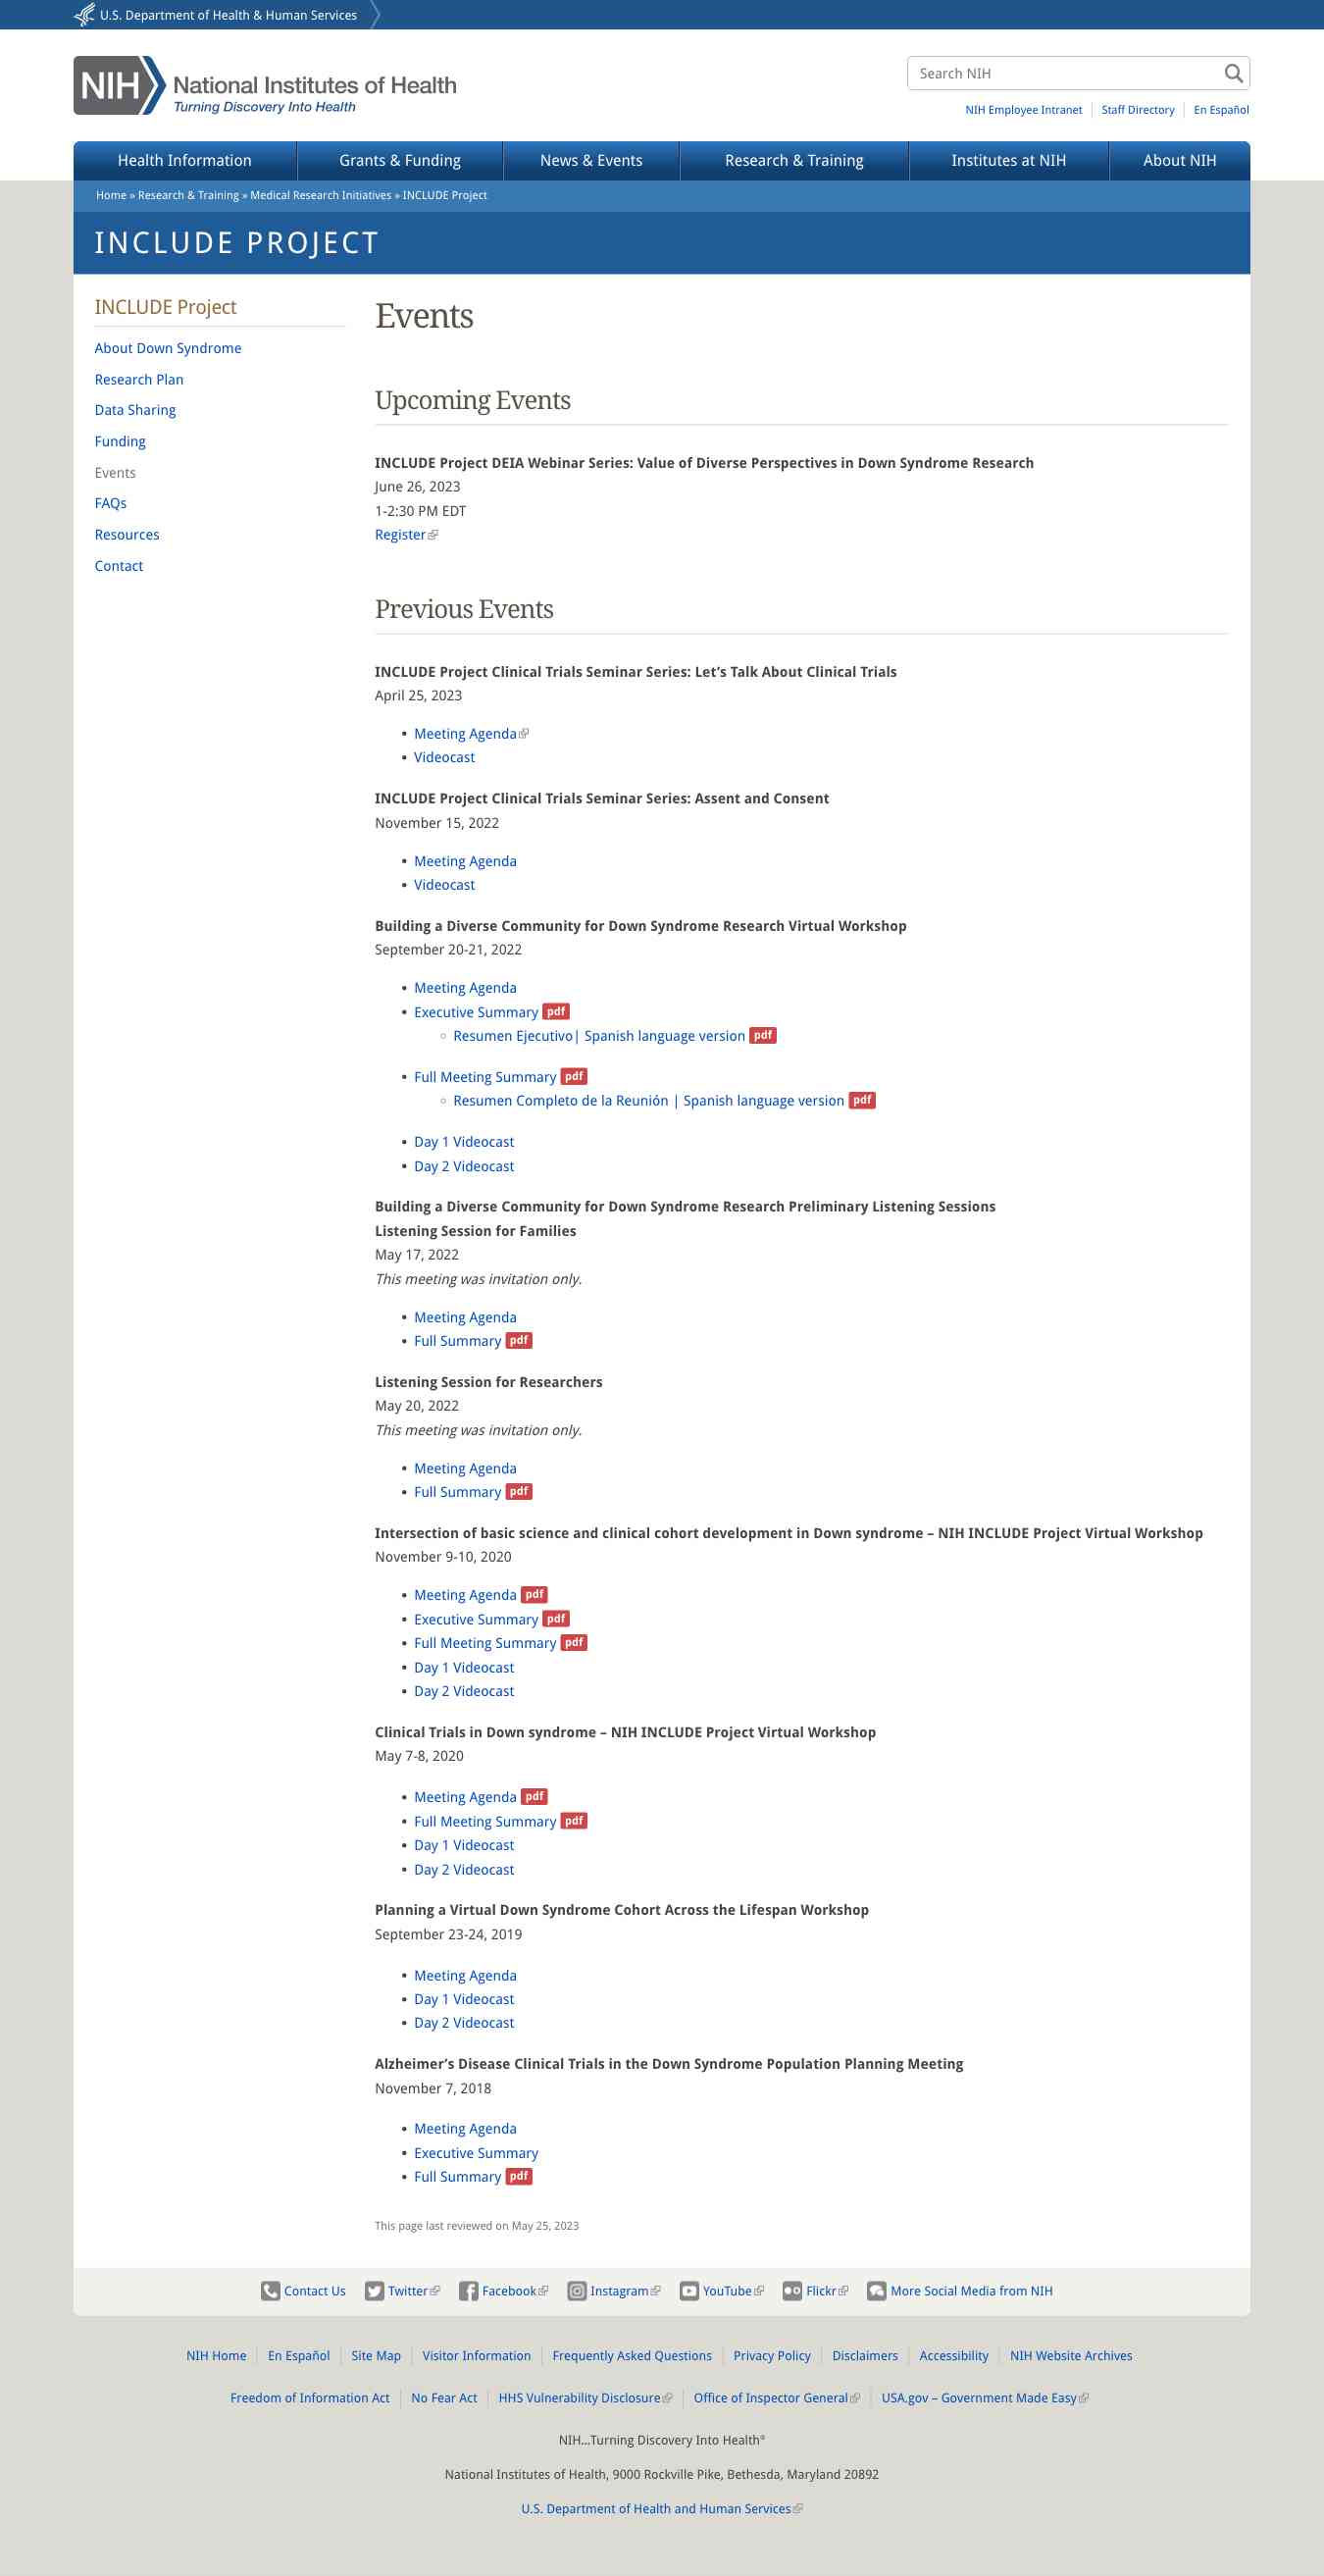 U.S. Department of Health & Human Services
NIH National Institutes of Health
Turning Discovery Into Health
Search NIH
NIH Employee Intranet
Staff Directory
En Español
Health Information
Grants & Funding
News & Events
Research & Training
Institutes at NIH
About NIH
Home » Research & Training » Medical Research Initiatives » INCLUDE Project
INCLUDE PROJECT
INCLUDE Project
About Down Syndrome
Research Plan
Data Sharing
Funding
Events
FAQs
Resources
Contact
Events
Upcoming Events
INCLUDE Project DEIA Webinar Series: Value of Diverse Perspectives in Down Syndrome Research
June 26, 2023
1-2:30 PM EDT
Register
Previous Events
INCLUDE Project Clinical Trials Seminar Series: Let’s Talk About Clinical Trials
April 25, 2023
Meeting Agenda
Videocast
INCLUDE Project Clinical Trials Seminar Series: Assent and Consent
November 15, 2022
Meeting Agenda
Videocast
Building a Diverse Community for Down Syndrome Research Virtual Workshop
September 20-21, 2022
Meeting Agenda
Executive Summary pdf
Resumen Ejecutivo| Spanish language version pdf
Full Meeting Summary pdf
Resumen Completo de la Reunión | Spanish language version pdf
Day 1 Videocast
Day 2 Videocast
Building a Diverse Community for Down Syndrome Research Preliminary Listening Sessions
Listening Session for Families
May 17, 2022
This meeting was invitation only.
Meeting Agenda
Full Summary pdf
Listening Session for Researchers
May 20, 2022
This meeting was invitation only.
Meeting Agenda
Full Summary pdf
Intersection of basic science and clinical cohort development in Down syndrome – NIH INCLUDE Project Virtual Workshop
November 9-10, 2020
Meeting Agenda pdf
Executive Summary pdf
Full Meeting Summary pdf
Day 1 Videocast
Day 2 Videocast
Clinical Trials in Down syndrome – NIH INCLUDE Project Virtual Workshop
May 7-8, 2020
Meeting Agenda pdf
Full Meeting Summary pdf
Day 1 Videocast
Day 2 Videocast
Planning a Virtual Down Syndrome Cohort Across the Lifespan Workshop
September 23-24, 2019
Meeting Agenda
Day 1 Videocast
Day 2 Videocast
Alzheimer’s Disease Clinical Trials in the Down Syndrome Population Planning Meeting
November 7, 2018
Meeting Agenda
Executive Summary
Full Summary pdf
This page last reviewed on May 25, 2023
Contact Us
Twitter
Facebook
Instagram
YouTube
Flickr
More Social Media from NIH
NIH Home
En Español
Site Map
Visitor Information
Frequently Asked Questions
Privacy Policy
Disclaimers
Accessibility
NIH Website Archives
Freedom of Information Act
No Fear Act
HHS Vulnerability Disclosure
Office of Inspector General
USA.gov – Government Made Easy
NIH…Turning Discovery Into Health®
National Institutes of Health, 9000 Rockville Pike, Bethesda, Maryland 20892
U.S. Department of Health and Human Services